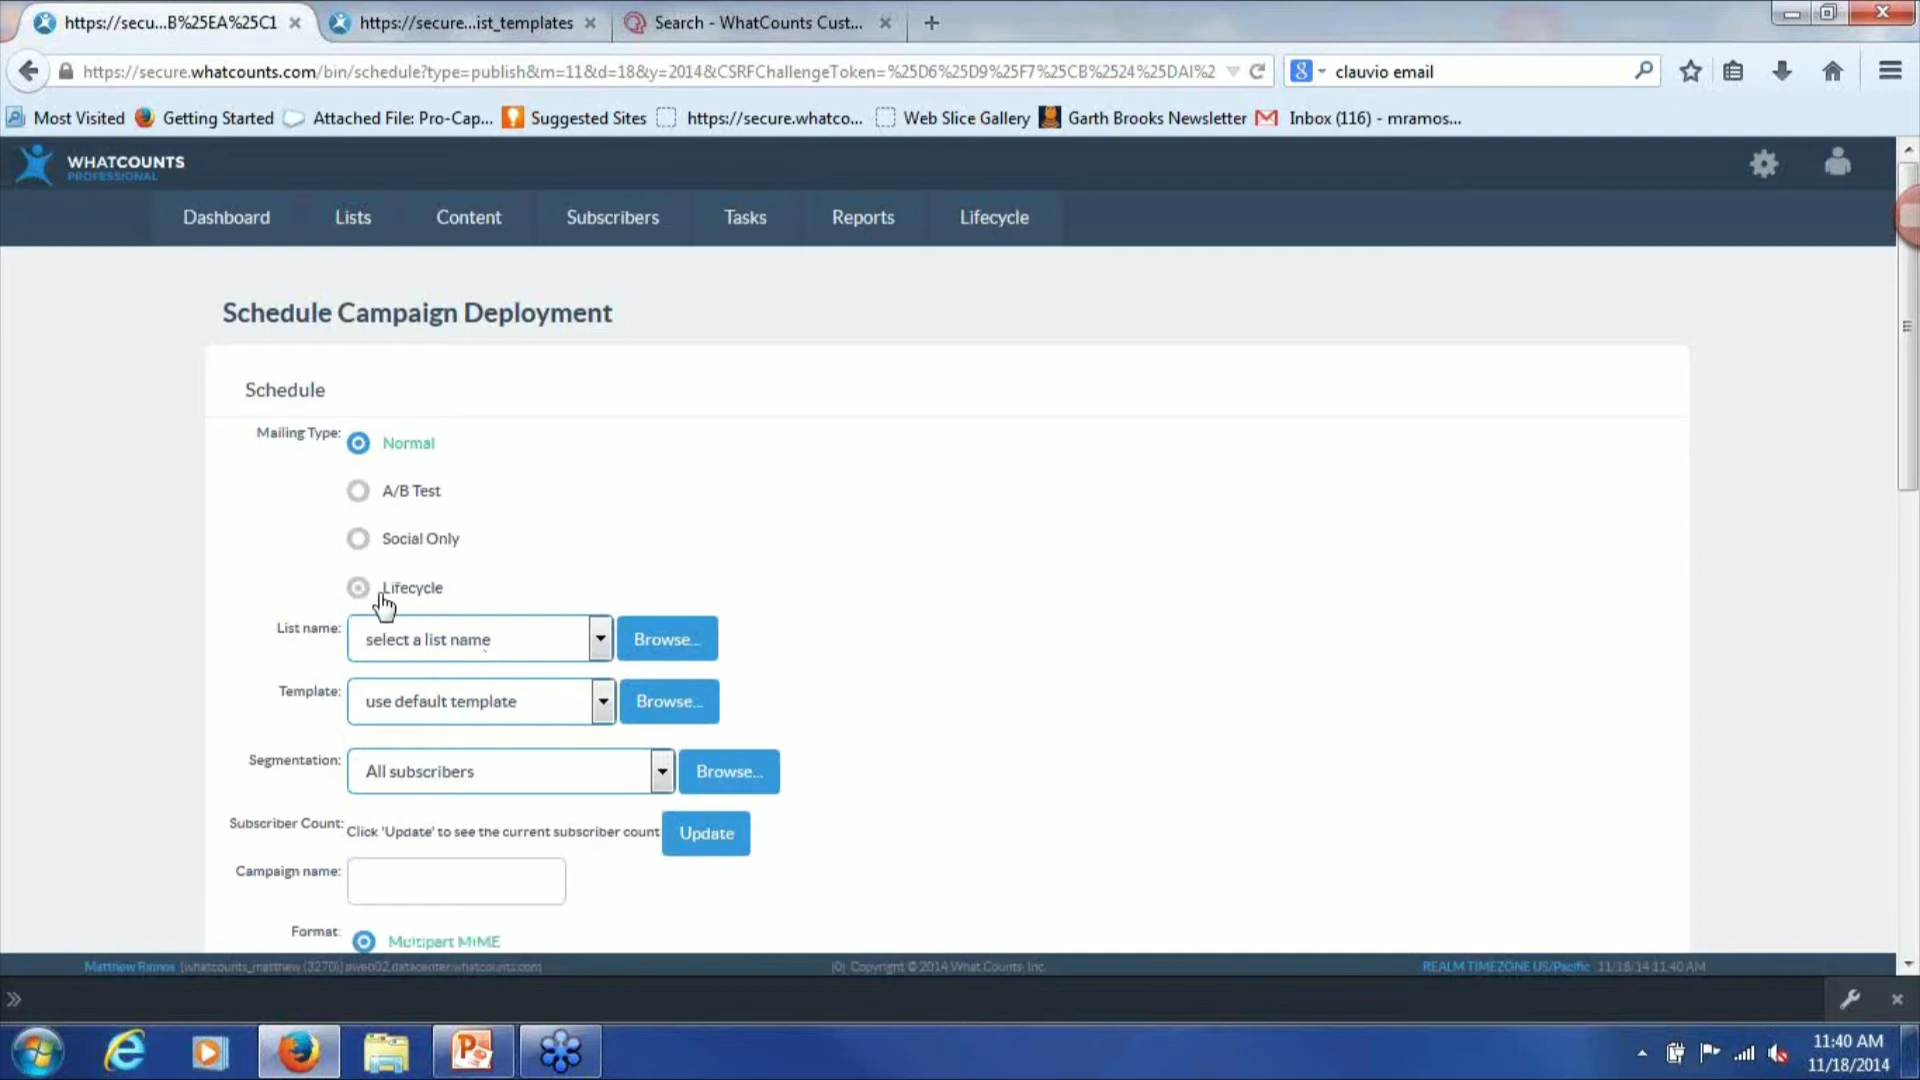 https://secu...B%25EA%25C1
https://secure...ist_templates
Search - WhatCounts Cust...
https://secure.whatcounts.com/bin/schedule?type=publish&m=11&d=18&y=2014&CSRFChallengeToken=%25D6%25D9%25F7%25CB%2524%25DAI%2
clauvio email
Most Visited
Getting Started
Attached File: Pro-Cap...
Suggested Sites
https://secure.whatco...
Web Slice Gallery
Garth Brooks Newsletter
Inbox (116) - mramos...
WHATCOUNTS
PROFESSIONAL
Dashboard
Lists
Content
Subscribers
Tasks
Reports
Lifecycle
Schedule Campaign Deployment
Schedule
Mailing Type:
Normal
A/B Test
Social Only
Lifecycle
List name:
select a list name
Browse...
Template:
use default template
Browse...
Segmentation:
All subscribers
Browse...
Subscriber Count:
Click 'Update' to see the current subscriber count
Update
Campaign name:
Format:
Multipart MIME
Matthew Ramos [whatcounts_matthew (3270)] aweb02.datacenter.whatcounts.com
|0| Copyright © 2014 What Counts, Inc.
REALM TIMEZONE US/Pacific 11/18/14 11:40 AM
11:40 AM
11/18/2014